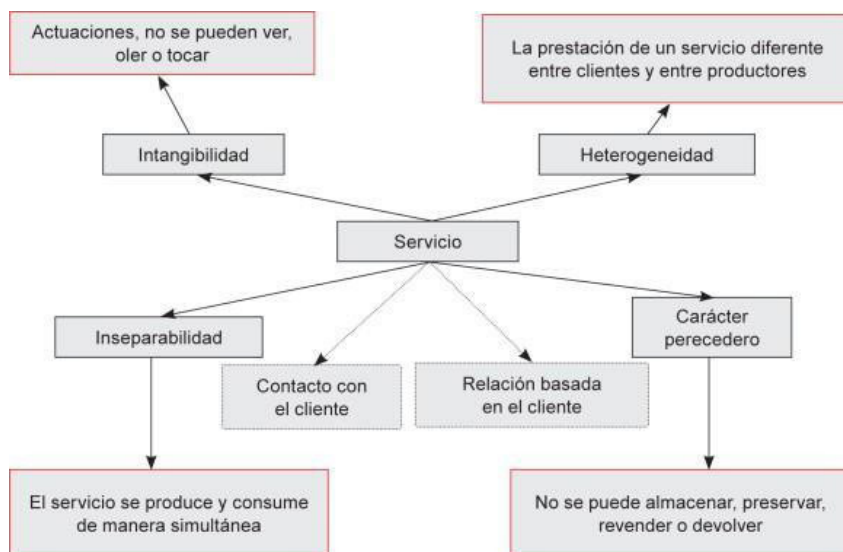 Actuaciones, no se pueden ver,
oler o tocar
La prestación de un servicio diferente
entre clientes y entre productores
Intangibilidad
Heterogeneidad
Servicio
Inseparabilidad
Carácter
perecedero
Contacto con
el cliente
Relación basada
en el cliente
El servicio se produce y consume
de manera simultánea
No se puede almacenar, preservar,
revender o devolver